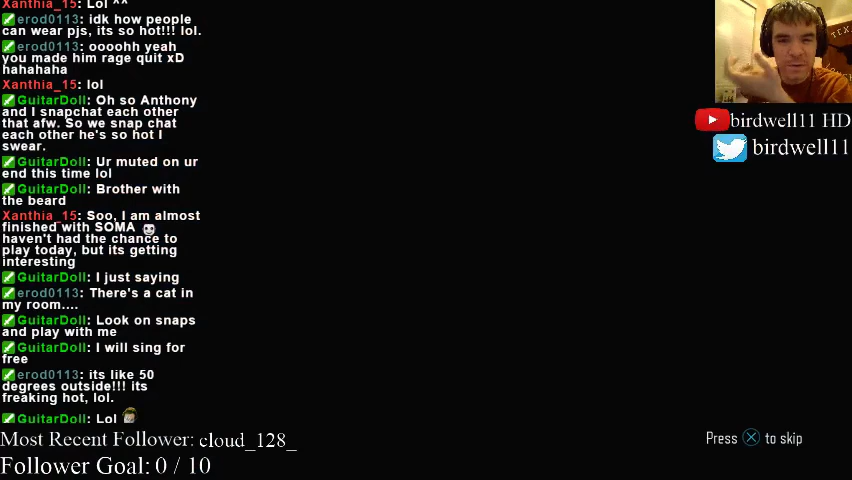 Xanthia_15: Lol ^^
erod0113: idk how people
can wear pjs, its so hot!!! lol.
erod0113: oooohh yeah
you made him rage quit xD
hahahaha
Xanthia_15: lol
GuitarDoll: Oh so Anthony
and I snapchat each other
that afw. So we snap chat
each other he's so hot I
swear.
GuitarDoll: Ur muted on ur
end this time lol
GuitarDoll: Brother with
the beard
Xanthia_15: Soo, I am almost
finished with SOMA
haven't had the chance to
play today, but its getting
interesting
GuitarDoll: I just saying
erod0113: There's a cat in
my room....
GuitarDoll: Look on snaps
and play with me
GuitarDoll: I will sing for
free
erod0113: its like 50
degrees outside!!! its
freaking hot, lol.
GuitarDoll: Lol
Most Recent Follower: cloud_128_
Follower Goal: 0 / 10
birdwell11 HD
birdwell11
Press X to skip